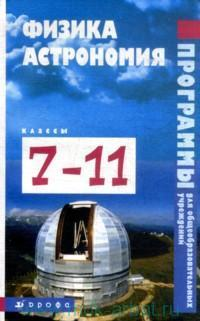 ФИЗИКА
АСТРОНОМИЯ
КЛАССЫ
7-11
ПРОГРАММЫ
для общеобразовательных
учреждений
дрофа